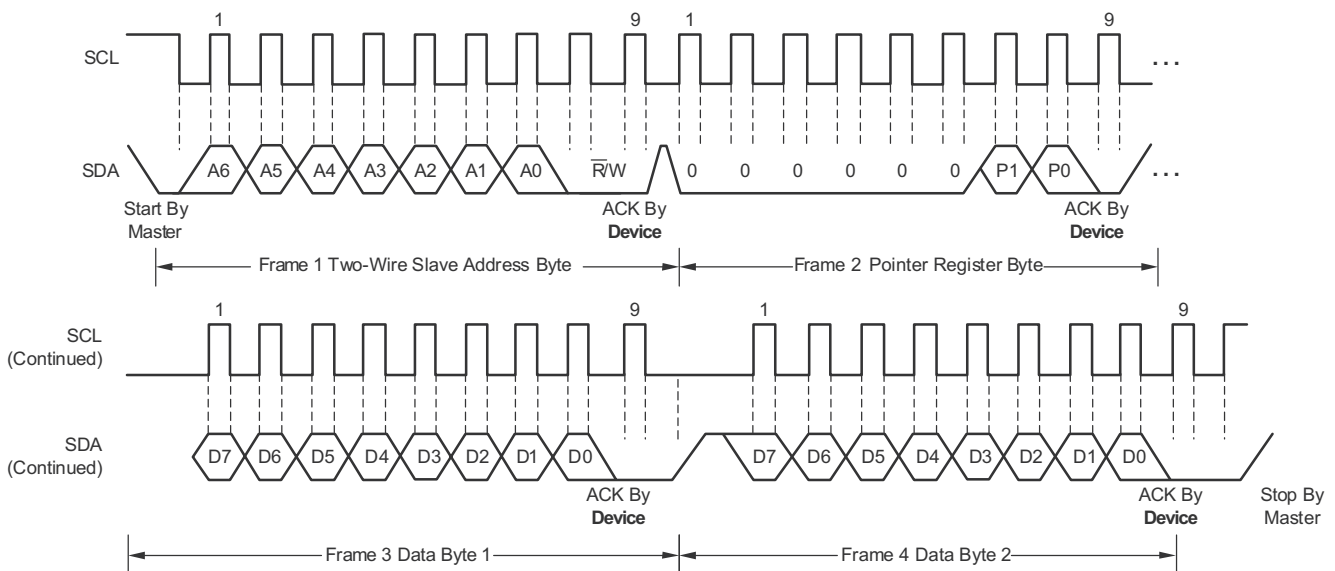 1 9 1 9
SCL ...
SDA A6 A5 A4 A3 A2 A1 A0 R̅/W 0 0 0 0 0 0 P1 P0 ...
Start By ACK By ACK By
Master Device Device
Frame 1 Two-Wire Slave Address Byte Frame 2 Pointer Register Byte
1 9 1 9
SCL
(Continued)
SDA D7 D6 D5 D4 D3 D2 D1 D0 D7 D6 D5 D4 D3 D2 D1 D0
(Continued)
ACK By ACK By Stop By
Device Device Master
Frame 3 Data Byte 1 Frame 4 Data Byte 2